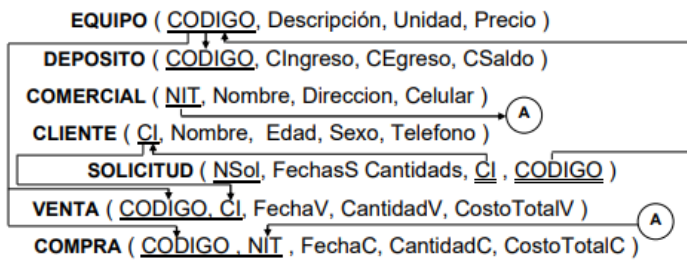 EQUIPO ( CODIGO, Descripción, Unidad, Precio )
DEPOSITO ( CODIGO, CIngreso, CEgreso, CSaldo )
COMERCIAL ( NIT, Nombre, Direccion, Celular )
A
CLIENTE ( CI, Nombre, Edad, Sexo, Telefono )
SOLICITUD ( NSol, FechasS Cantidads, CI , CODIGO )
VENTA ( CODIGO, CI, FechaV, CantidadV, CostoTotalV )
A
COMPRA ( CODIGO , NIT , FechaC, CantidadC, CostoTotalC )